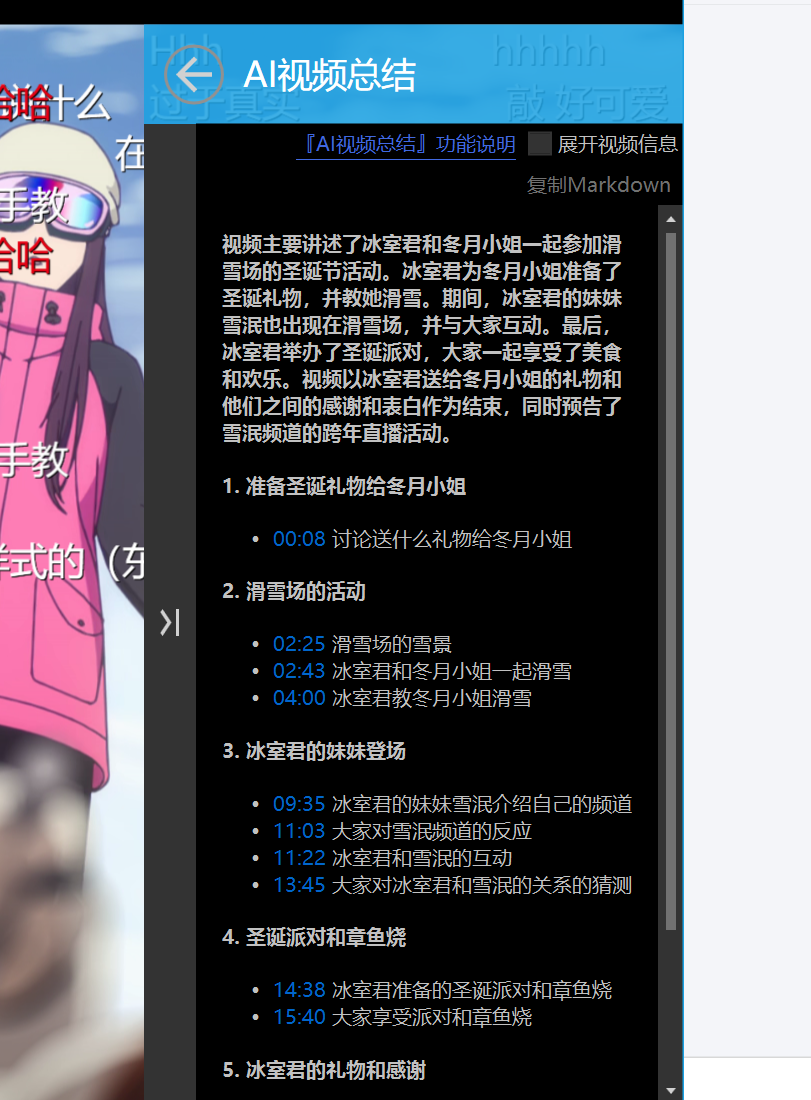 Hhh
hhhhh
AI视频总结
过于真实
敲 好可爱
什么
哈哈
在
手教
哈哈
手教
样式的（东
『AI视频总结』功能说明
展开视频信息
复制Markdown
视频主要讲述了冰室君和冬月小姐一起参加滑
雪场的圣诞节活动。冰室君为冬月小姐准备了
圣诞礼物，并教她滑雪。期间，冰室君的妹妹
雪泯也出现在滑雪场，并与大家互动。最后，
冰室君举办了圣诞派对，大家一起享受了美食
和欢乐。视频以冰室君送给冬月小姐的礼物和
他们之间的感谢和表白作为结束，同时预告了
雪泯频道的跨年直播活动。
1. 准备圣诞礼物给冬月小姐
• 00:08 讨论送什么礼物给冬月小姐
2. 滑雪场的活动
• 02:25 滑雪场的雪景
• 02:43 冰室君和冬月小姐一起滑雪
• 04:00 冰室君教冬月小姐滑雪
3. 冰室君的妹妹登场
• 09:35 冰室君的妹妹雪泯介绍自己的频道
• 11:03 大家对雪泯频道的反应
• 11:22 冰室君和雪泯的互动
• 13:45 大家对冰室君和雪泯的关系的猜测
4. 圣诞派对和章鱼烧
• 14:38 冰室君准备的圣诞派对和章鱼烧
• 15:40 大家享受派对和章鱼烧
5. 冰室君的礼物和感谢